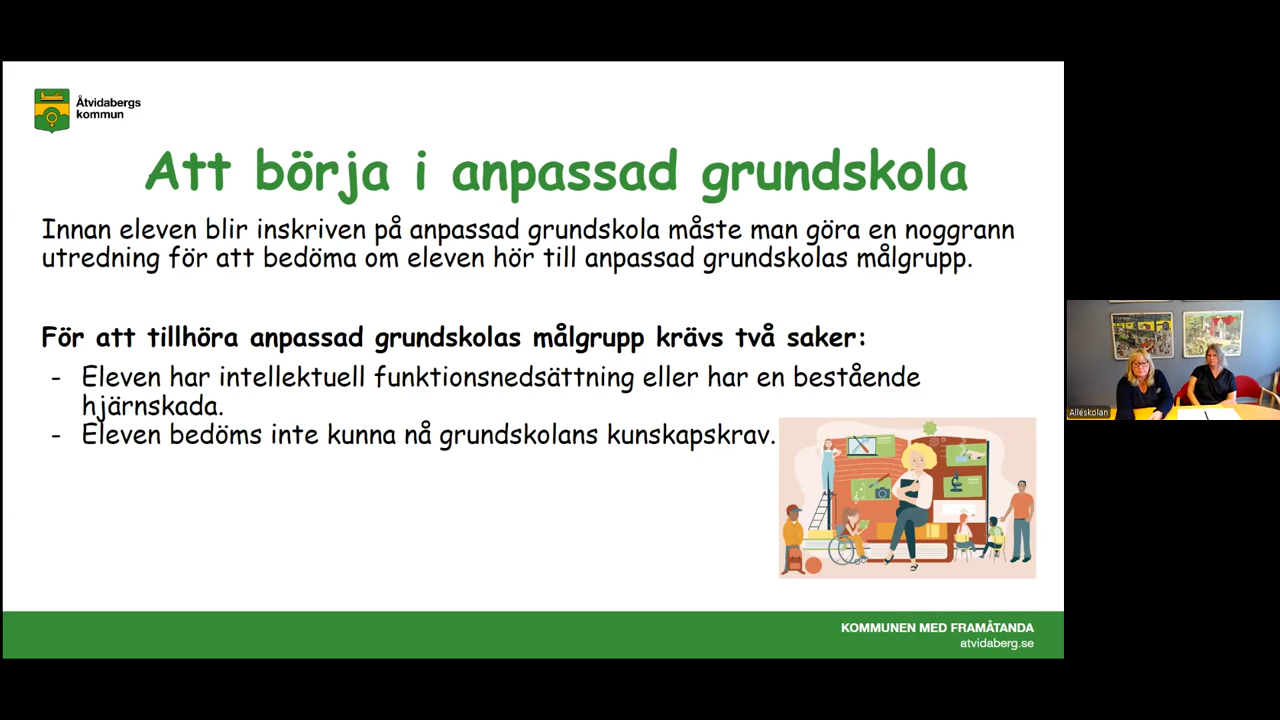 Åtvidabergs
kommun
Att börja i anpassad grundskola
Innan eleven blir inskriven på anpassad grundskola måste man göra en noggrann
utredning för att bedöma om eleven hör till anpassad grundskolas målgrupp.
För att tillhöra anpassad grundskolas målgrupp krävs två saker:
- Eleven har intellektuell funktionsnedsättning eller har en bestående
hjärnskada.
- Eleven bedöms inte kunna nå grundskolans kunskapskrav.
Alléskolan
KOMMUNEN MED FRAMÅTANDA
atvidaberg.se